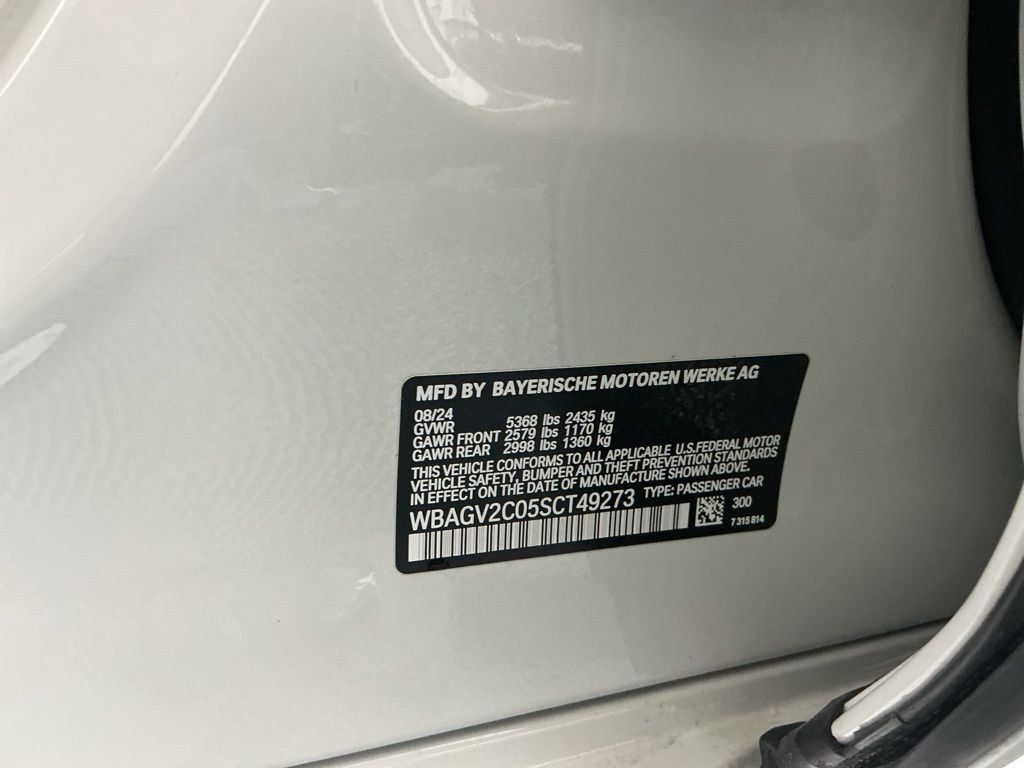 MFD BY BAYERISCHE MOTOREN WERKE AG
08/24
GVWR 5368 lbs 2435 kg
GAWR FRONT 2579 lbs 1170 kg
GAWR REAR 2998 lbs 1360 kg
THIS VEHICLE CONFORMS TO ALL APPLICABLE U.S.FEDERAL MOTOR
VEHICLE SAFETY, BUMPER AND THEFT PREVENTION STANDARDS
IN EFFECT ON THE DATE OF MANUFACTURE SHOWN ABOVE.
WBAGV2C05SCT49273 TYPE: PASSENGER CAR
300
7 315 814